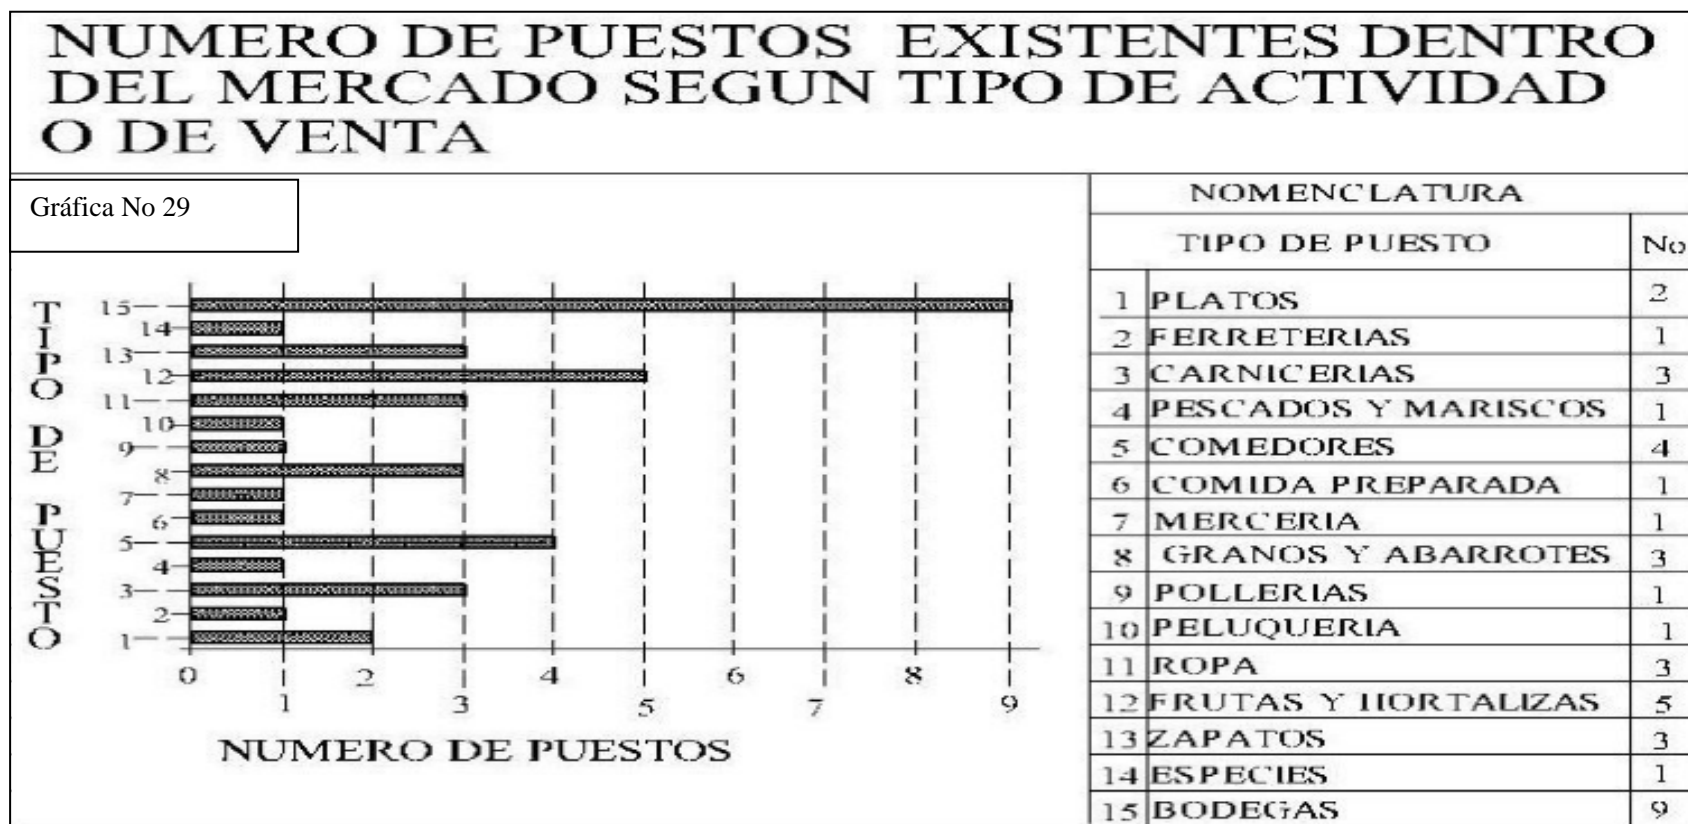 NUMERO DE PUESTOS EXISTENTES DENTRO
DEL MERCADO SEGUN TIPO DE ACTIVIDAD
O DE VENTA
Gráfica No 29
TIPO DE PUESTO
15
14
13
12
11
10
9
8
7
6
5
4
3
2
1
0 1 2 3 4 5 6 7 8 9
NUMERO DE PUESTOS
NOMENCLATURA
TIPO DE PUESTO No
1 PLATOS 2
2 FERRETERIAS 1
3 CARNICERIAS 3
4 PESCADOS Y MARISCOS 1
5 COMEDORES 4
6 COMIDA PREPARADA 1
7 MERCERIA 1
8 GRANOS Y ABARROTES 3
9 POLLERIAS 1
10 PELUQUERIA 1
11 ROPA 3
12 FRUTAS Y HORTALIZAS 5
13 ZAPATOS 3
14 ESPECIES 1
15 BODEGAS 9